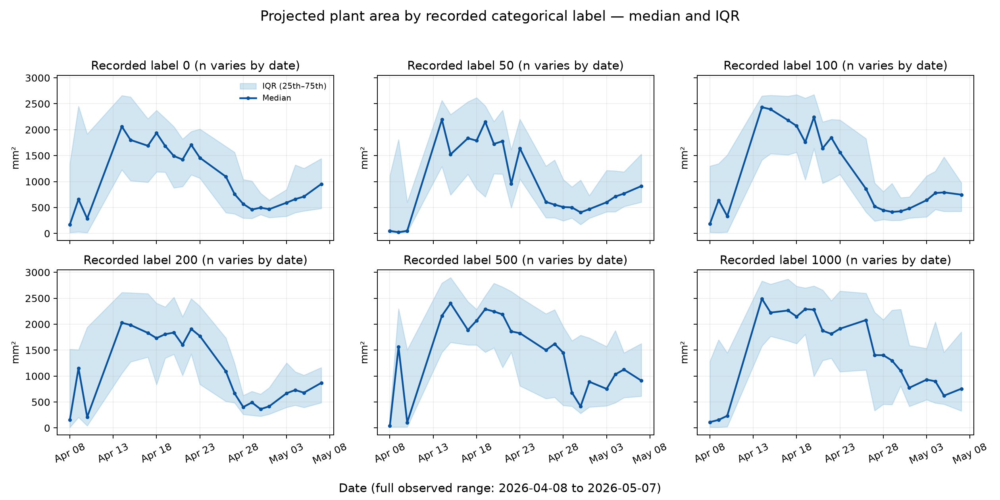 Projected plant area by recorded categorical label — median and IQR
Recorded label 0 (n varies by date)
Recorded label 50 (n varies by date)
Recorded label 100 (n varies by date)
3000
2500
2000
1500
1000
500
0
mm²
IQR (25th–75th)
Median
mm²
mm²
Recorded label 200 (n varies by date)
Recorded label 500 (n varies by date)
Recorded label 1000 (n varies by date)
3000
2500
2000
1500
1000
500
0
mm²
mm²
mm²
Apr 08 Apr 13 Apr 18 Apr 23 Apr 28 May 03 May 08
Apr 08 Apr 13 Apr 18 Apr 23 Apr 28 May 03 May 08
Apr 08 Apr 13 Apr 18 Apr 23 Apr 28 May 03 May 08
Date (full observed range: 2026-04-08 to 2026-05-07)